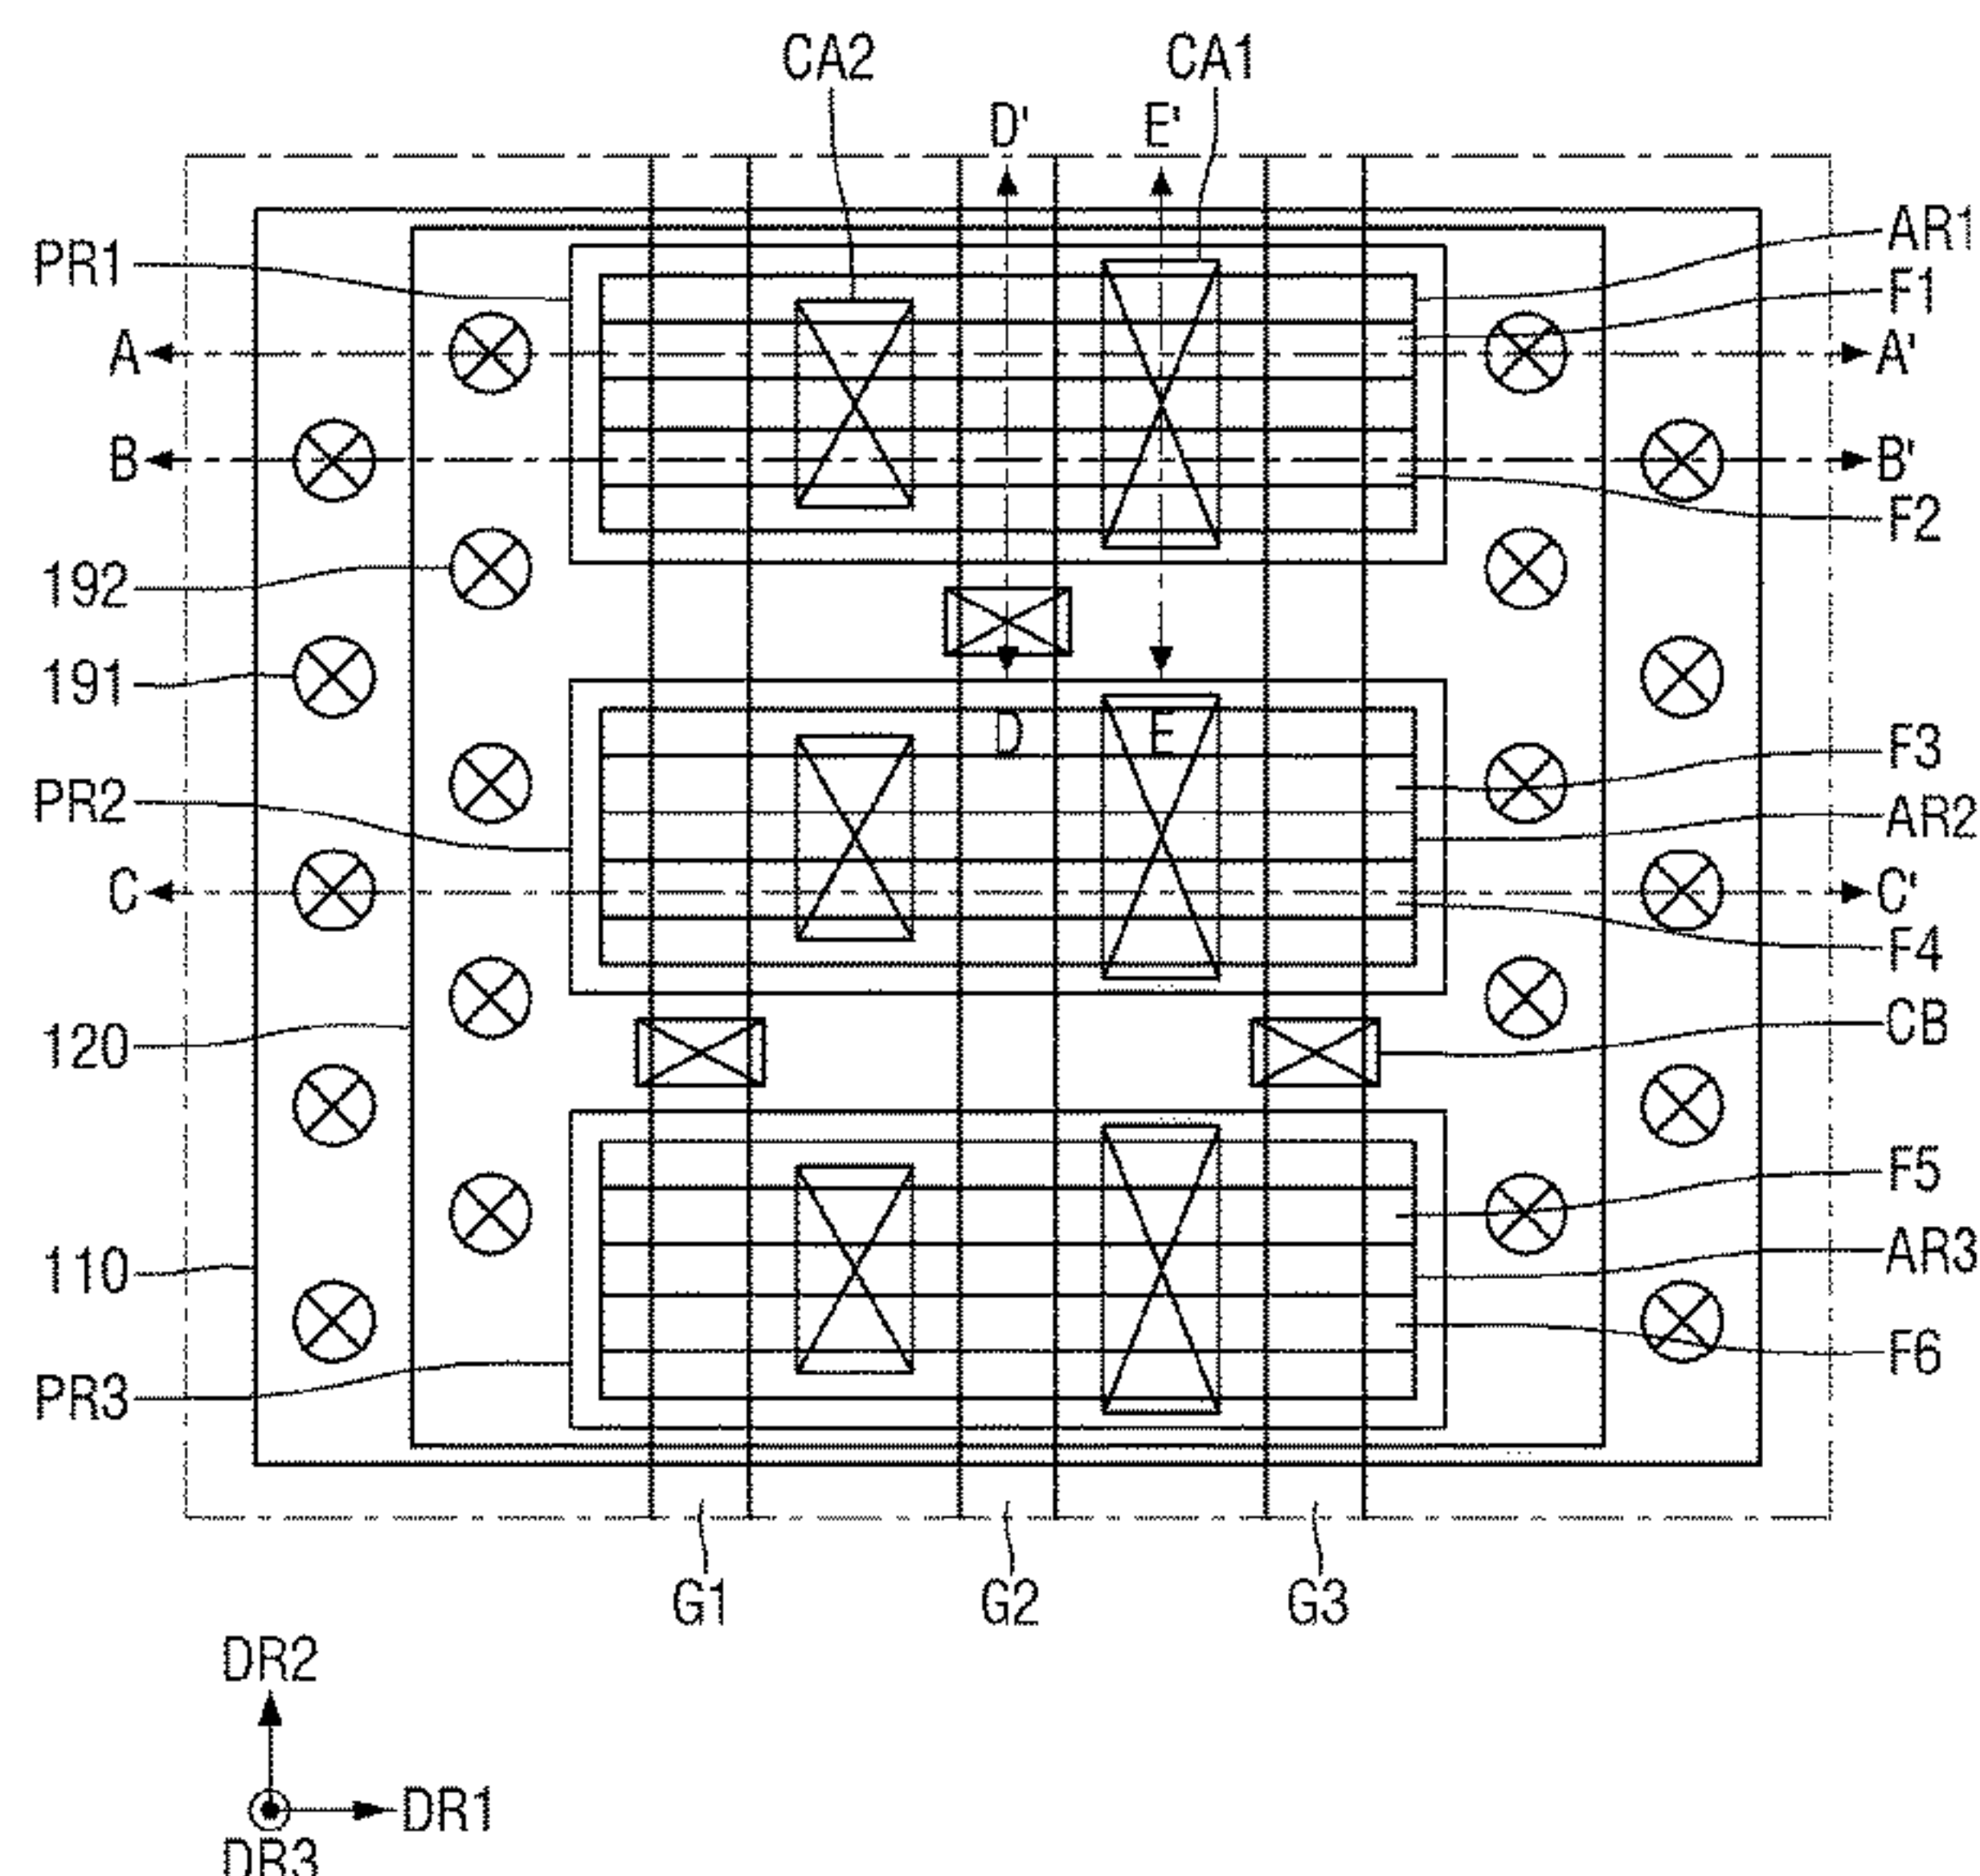 CA2 CA1
D' E'
PR1 AR1
F1
A A'
B B'
F2
192
191
D E
F3
PR2 AR2
C C'
F4
120 CB
F5
110 AR3
F6
PR3
G1 G2 G3
DR2
DR1
DR3